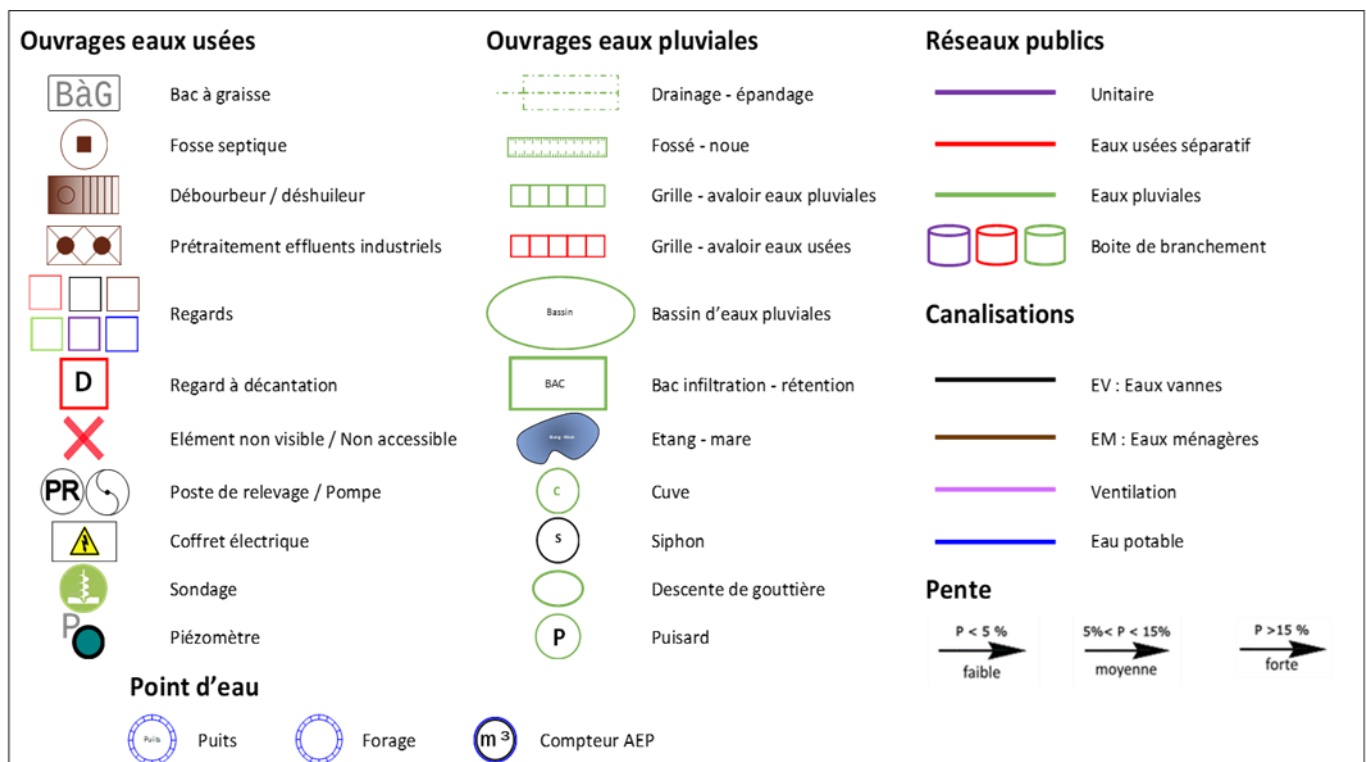 Ouvrages eaux usées
BàG Bac à graisse
Fosse septique
Débourbeur / déshuileur
Prétraitement effluents industriels
Regards
D Regard à décantation
Elément non visible / Non accessible
PR Poste de relevage / Pompe
Coffret électrique
Sondage
P Piézomètre
Ouvrages eaux pluviales
Drainage - épandage
Fossé - noue
Grille - avaloir eaux pluviales
Grille - avaloir eaux usées
Bassin Bassin d’eaux pluviales
BAC Bac infiltration - rétention
Etang - mare
C Cuve
S Siphon
Descente de gouttière
P Puisard
Réseaux publics
Unitaire
Eaux usées séparatif
Eaux pluviales
Boite de branchement
Canalisations
EV : Eaux vannes
EM : Eaux ménagères
Ventilation
Eau potable
Pente
P < 5 % 5%< P < 15% P >15 %
faible moyenne forte
Point d’eau
Puits Puits Forage m³ Compteur AEP